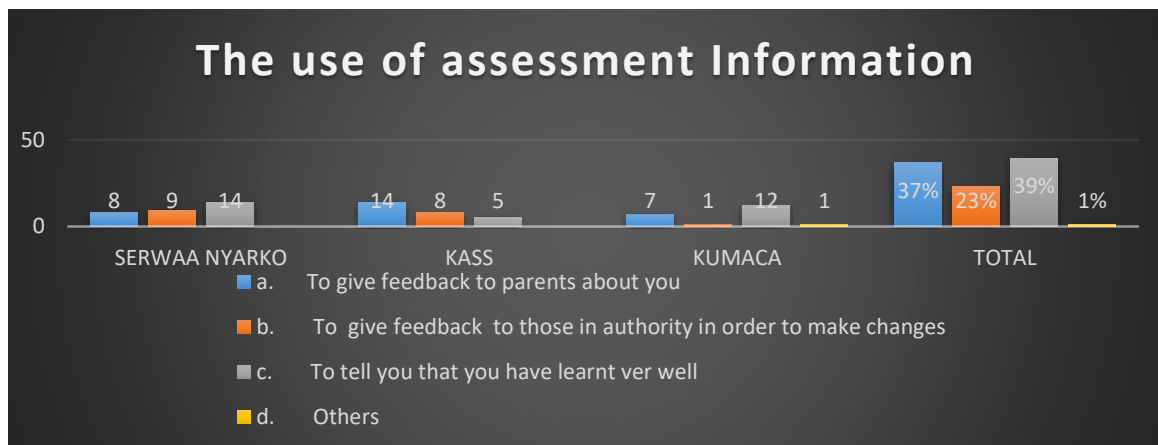 The use of assessment Information
50
0
8 9 14
14 8 5
7 1 12 1
37% 23% 39% 1%
SERWAA NYARKO KASS KUMACA TOTAL
a. To give feedback to parents about you
b. To give feedback to those in authority in order to make changes
c. To tell you that you have learnt ver well
d. Others